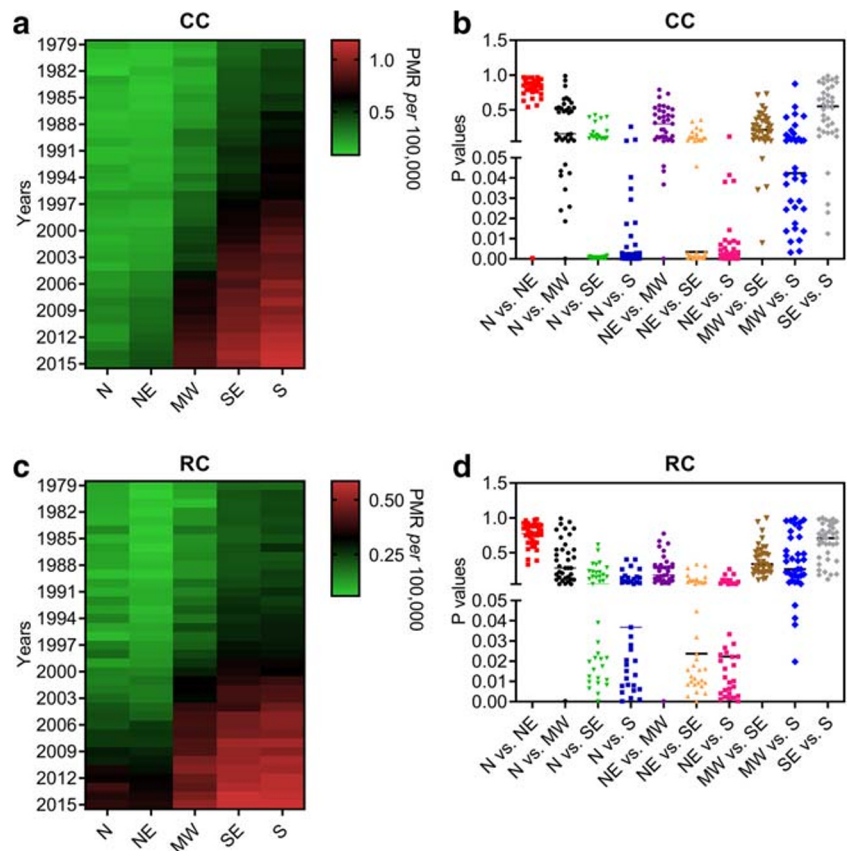 a
CC
1979
1982
1985
1988
1991
1994
1997
2000
2003
2006
2009
2012
2015
Years
N
NE
MW
SE
S
1.0
0.5
PMR per 100,000
b
CC
1.5
1.0
0.5
0.05
0.04
0.03
0.02
0.01
0.00
P values
N vs. NE
N vs. MW
N vs. SE
N vs. S
NE vs. MW
NE vs. SE
NE vs. S
MW vs. SE
MW vs. S
SE vs. S
c
RC
1979
1982
1985
1988
1991
1994
1997
2000
2003
2006
2009
2012
2015
Years
N
NE
MW
SE
S
0.50
0.25
PMR per 100,000
d
RC
1.5
1.0
0.5
0.05
0.04
0.03
0.02
0.01
0.00
P values
N vs. NE
N vs. MW
N vs. SE
N vs. S
NE vs. MW
NE vs. SE
NE vs. S
MW vs. SE
MW vs. S
SE vs. S